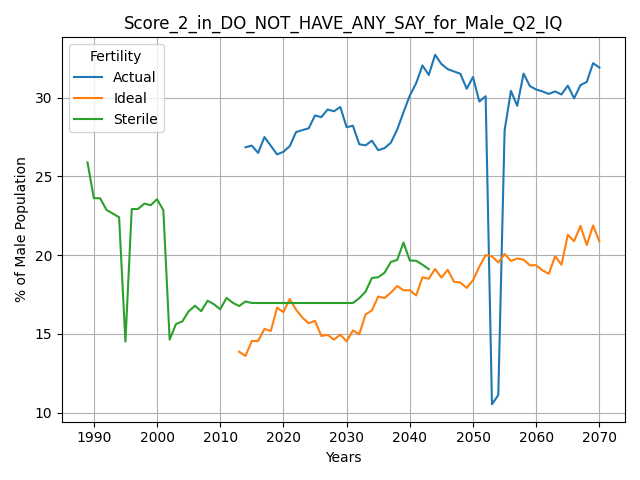 Score_2_in_DO_NOT_HAVE_ANY_SAY_for_Male_Q2_IQ
Fertility
Actual
Ideal
Sterile
% of Male Population
30
25
20
15
10
1990 2000 2010 2020 2030 2040 2050 2060 2070
Years